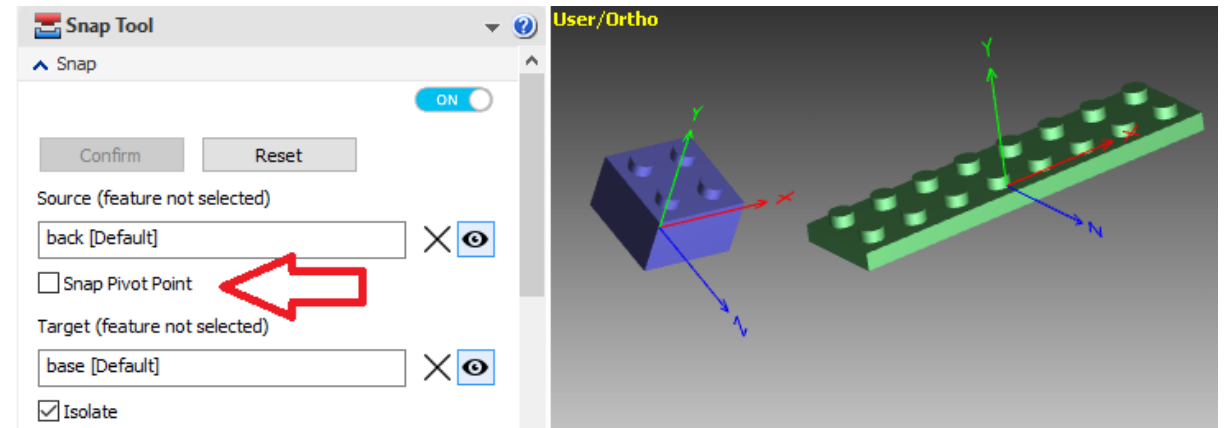 Snap Tool
Snap
ON
Confirm Reset
Source (feature not selected)
back [Default]
Snap Pivot Point
Target (feature not selected)
base [Default]
Isolate
User/Ortho
Y
X
Z
Y
X
Z